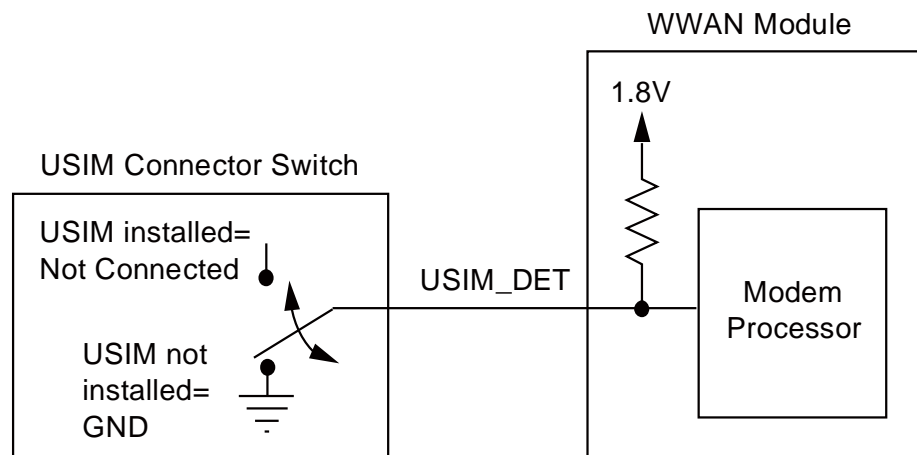 WWAN Module
1.8V
USIM Connector Switch
USIM installed=
Not Connected
USIM_DET
Modem
Processor
USIM not
installed=
GND